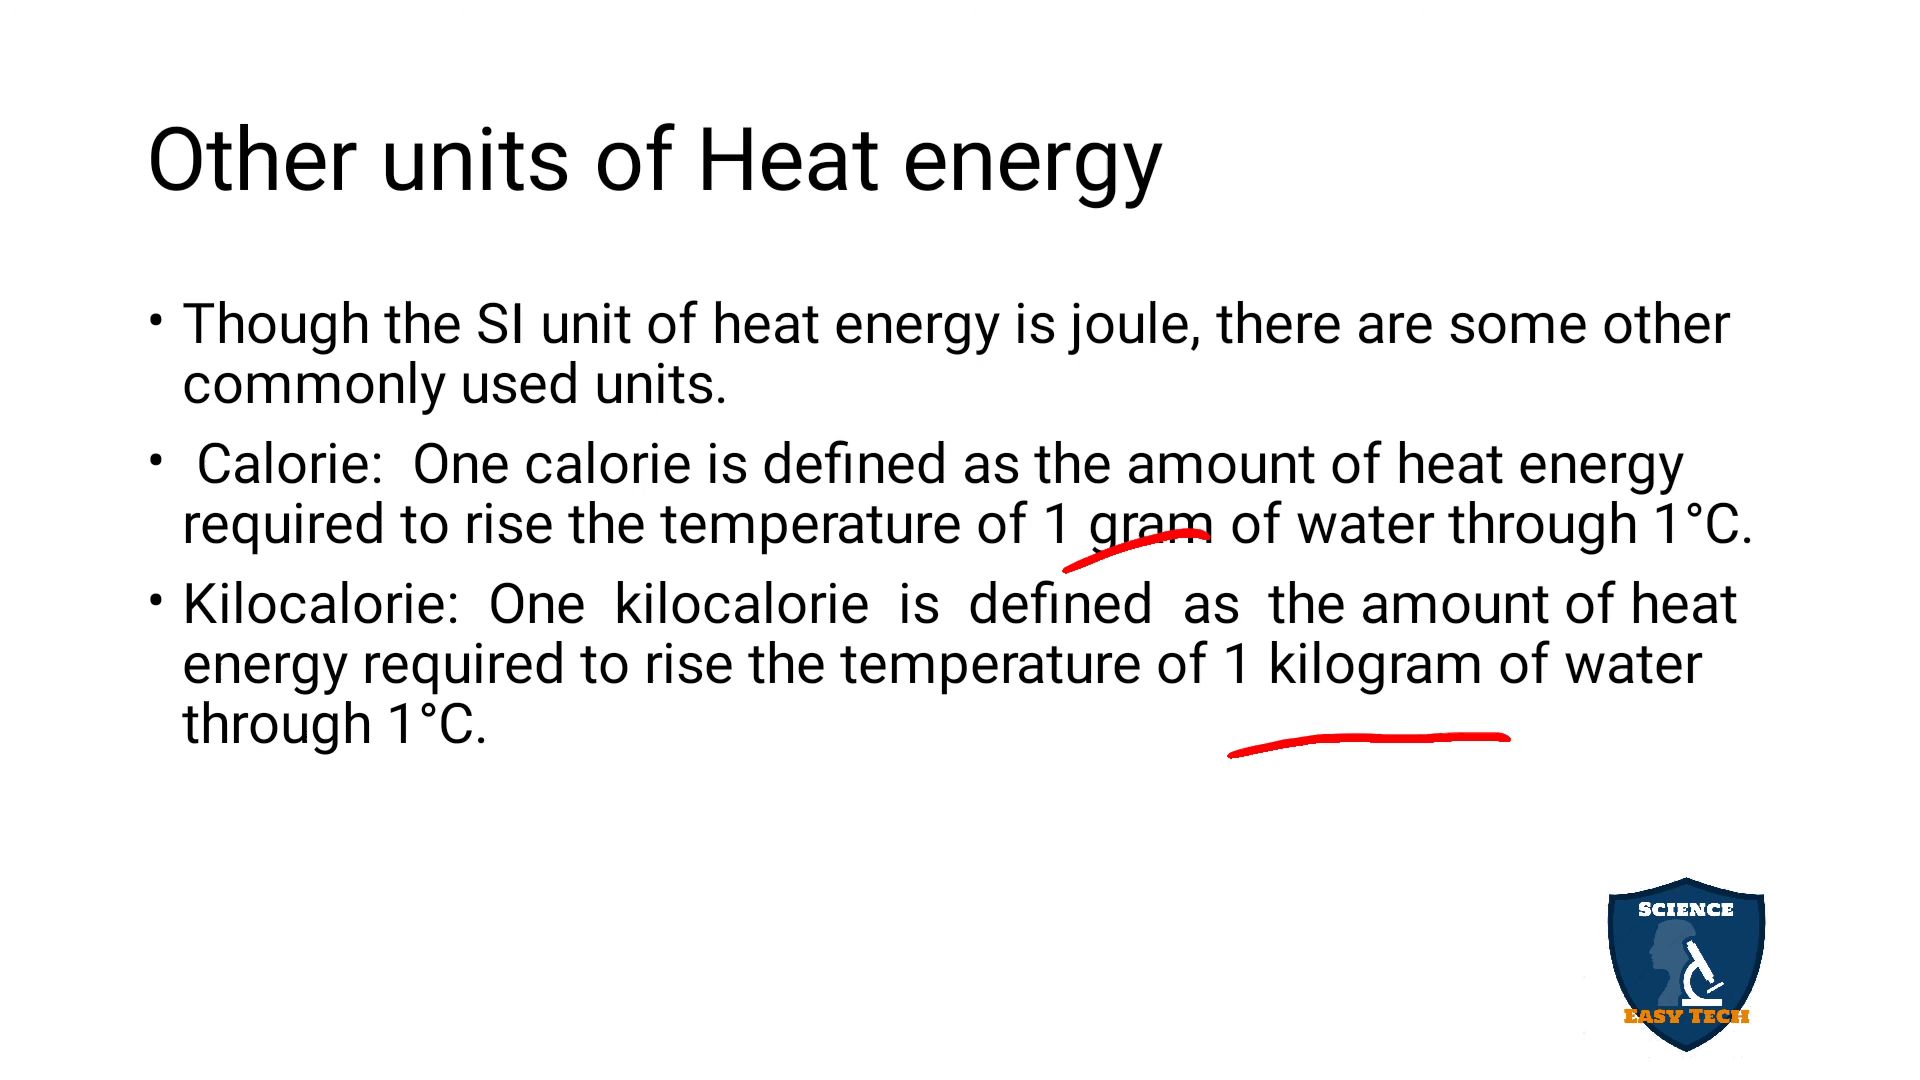 Other units of Heat energy
• Though the SI unit of heat energy is joule, there are some other
commonly used units.
• Calorie: One calorie is defined as the amount of heat energy
required to rise the temperature of 1 gram of water through 1°C.
• Kilocalorie: One kilocalorie is defined as the amount of heat
energy required to rise the temperature of 1 kilogram of water
through 1°C.
SCIENCE
EASY TECH